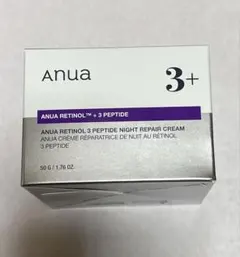 Anua
3+
ANUA RETINOL™ + 3 PEPTIDE
ANUA RETINOL 3 PEPTIDE NIGHT REPAIR CREAM
ANUA CRÈME RÉPARATRICE DE NUIT AU RÉTINOL
3 PEPTIDE
50 G / 1.76 OZ.